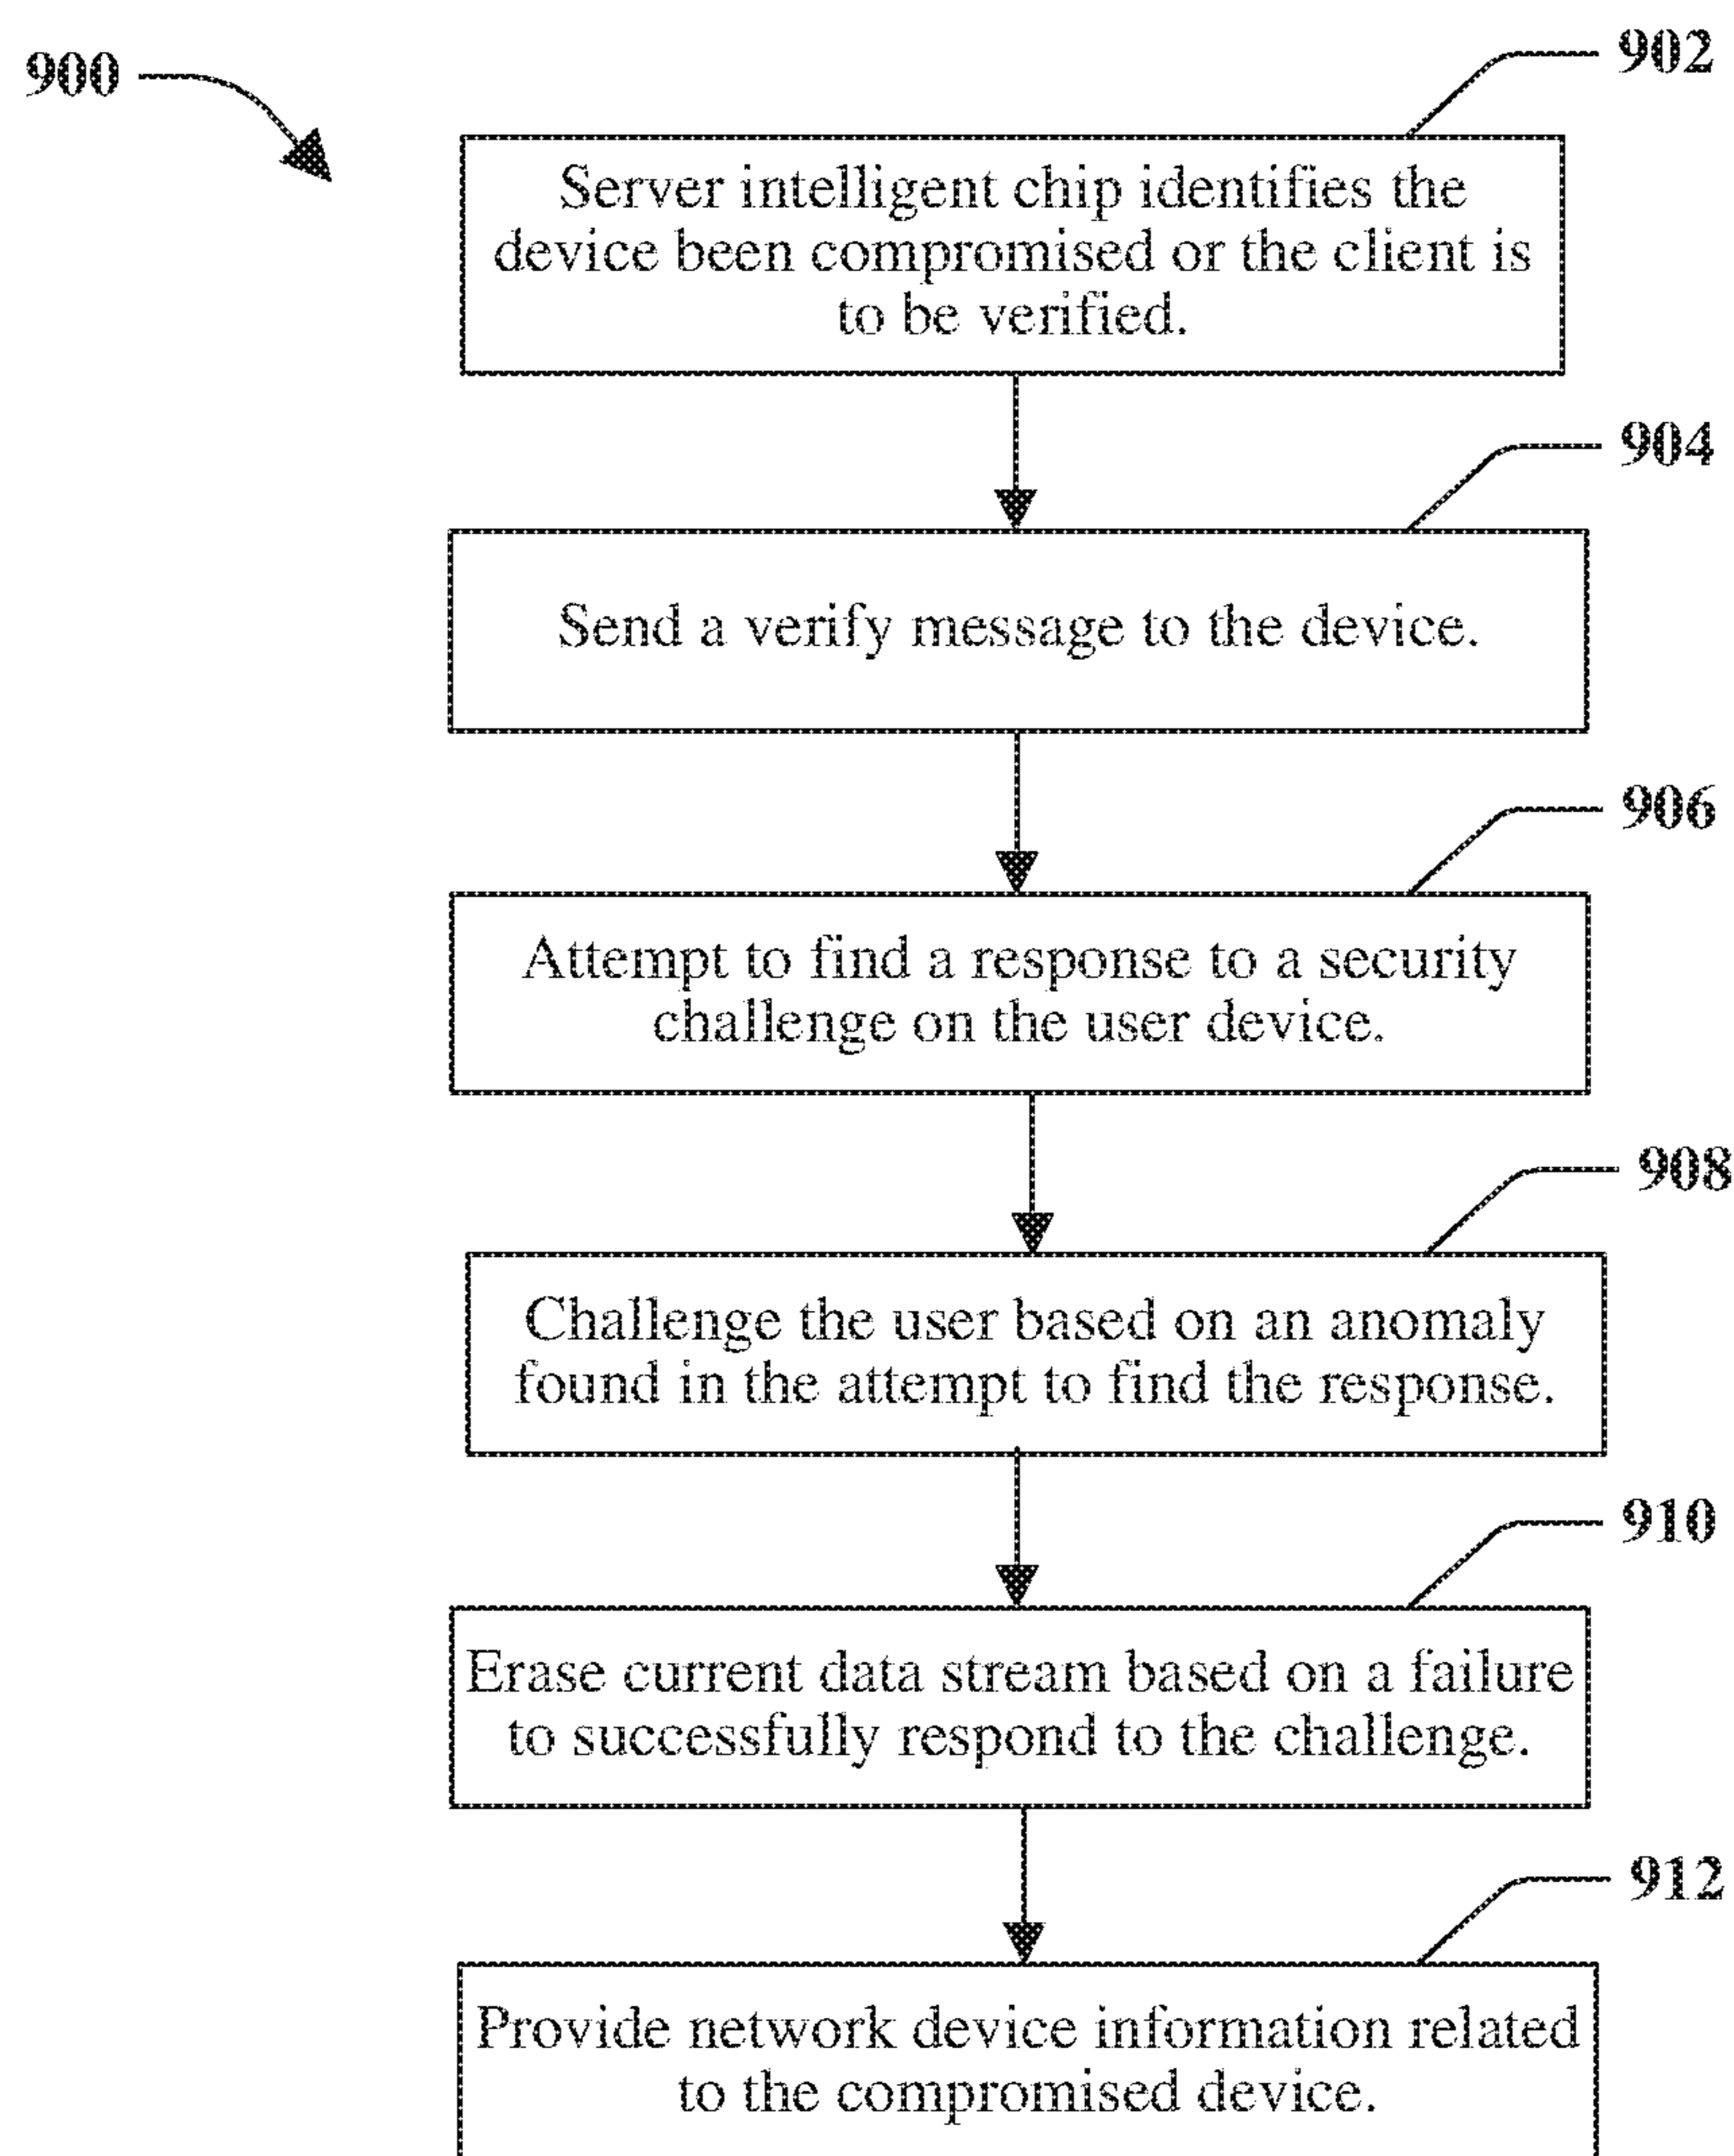 900
902
Server intelligent chip identifies the
device been compromised or the client is
to be verified.
904
Send a verify message to the device.
906
Attempt to find a response to a security
challenge on the user device.
908
Challenge the user based on an anomaly
found in the attempt to find the response.
910
Erase current data stream based on a failure
to successfully respond to the challenge.
912
Provide network device information related
to the compromised device.